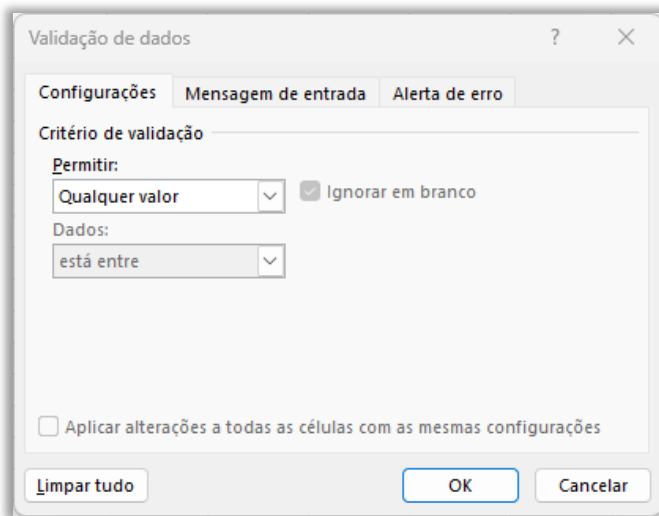 Validação de dados ?
Configurações Mensagem de entrada Alerta de erro
Critério de validação
Permitir:
Qualquer valor Ignorar em branco
Dados:
está entre
Aplicar alterações a todas as células com as mesmas configurações
Limpar tudo OK Cancelar